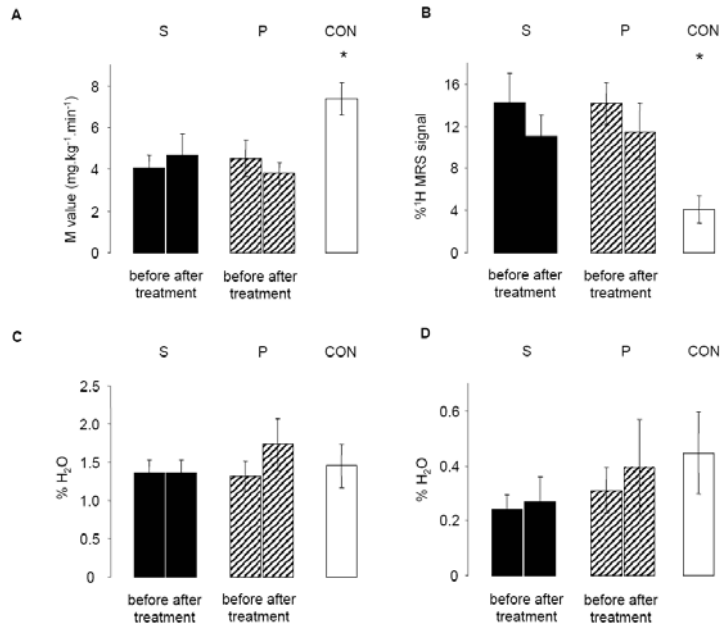 A
S P CON
*
M value (mg.kg⁻¹.min⁻¹)
8
6
4
2
0
before after before after
treatment treatment
B
S P CON
*
%¹H MRS signal
16
12
8
4
0
before after before after
treatment treatment
C
S P CON
% H₂O
2.5
2.0
1.5
1.0
0.5
0
before after before after
treatment treatment
D
S P CON
% H₂O
0.6
0.4
0.2
0
before after before after
treatment treatment